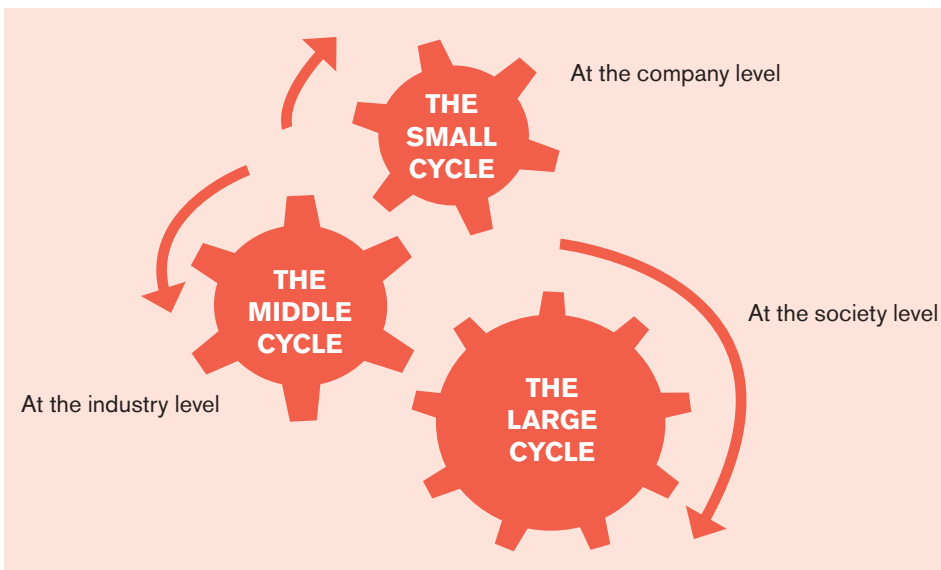 At the company level
THE
SMALL
CYCLE
THE
MIDDLE
CYCLE
At the society level
At the industry level
THE
LARGE
CYCLE